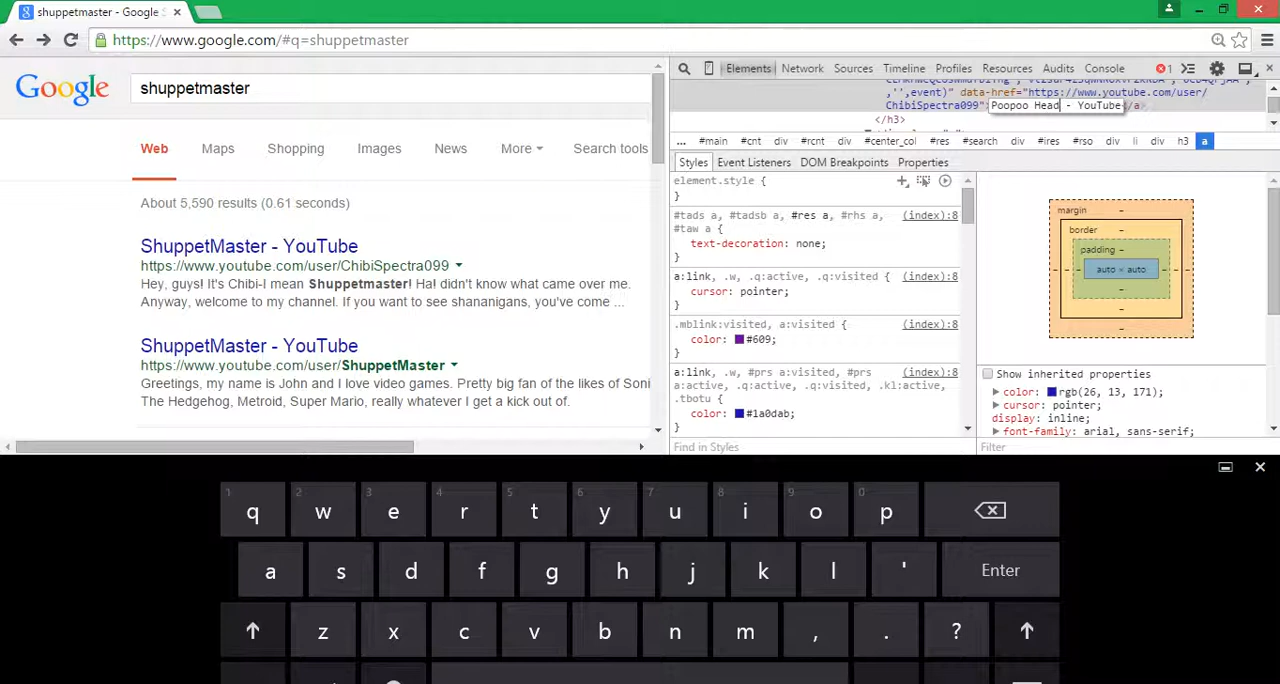 shuppetmaster - Google S
https://www.google.com/#q=shuppetmaster
Google
shuppetmaster
Web Maps Shopping Images News More Search tools
About 5,590 results (0.61 seconds)
ShuppetMaster - YouTube
https://www.youtube.com/user/ChibiSpectra099
Hey, guys! It's Chibi-I mean Shuppetmaster! Ha! didn't know what came over me.
Anyway, welcome to my channel. If you want to see shananigans, you've come ...
ShuppetMaster - YouTube
https://www.youtube.com/user/ShuppetMaster
Greetings, my name is John and I love video games. Pretty big fan of the likes of Soni
The Hedgehog, Metroid, Super Mario, really whatever I get a kick out of.
Elements Network Sources Timeline Profiles Resources Audits Console 1
,'',event)" data-href="https://www.youtube.com/user/
ChibiSpectra099">Poopoo Head - YouTube</a>
</h3>
... #main #cnt div #rcnt div #center_col #res #search div #ires #rso div li div h3 a
Styles Event Listeners DOM Breakpoints Properties
element.style {
}
#tads a, #tadsb a, #res a, #rhs a, (index):8
#taw a {
text-decoration: none;
}
a:link, .w, .q:active, .q:visited { (index):8
cursor: pointer;
}
.mblink:visited, a:visited { (index):8
color: #609;
}
a:link, .w, #prs a:visited, #prs (index):8
a:active, .q:active, .q:visited, .kl:active,
.tbotu {
color: #1a0dab;
}
Find in Styles
margin -
border -
padding -
- auto × auto -
-
-
-
Show inherited properties
color: rgb(26, 13, 171);
cursor: pointer;
display: inline;
font-family: arial, sans-serif;
Filter
1 2 3 4 5 6 7 8 9 0
q w e r t y u i o p
a s d f g h j k l ' Enter
z x c v b n m , . ?